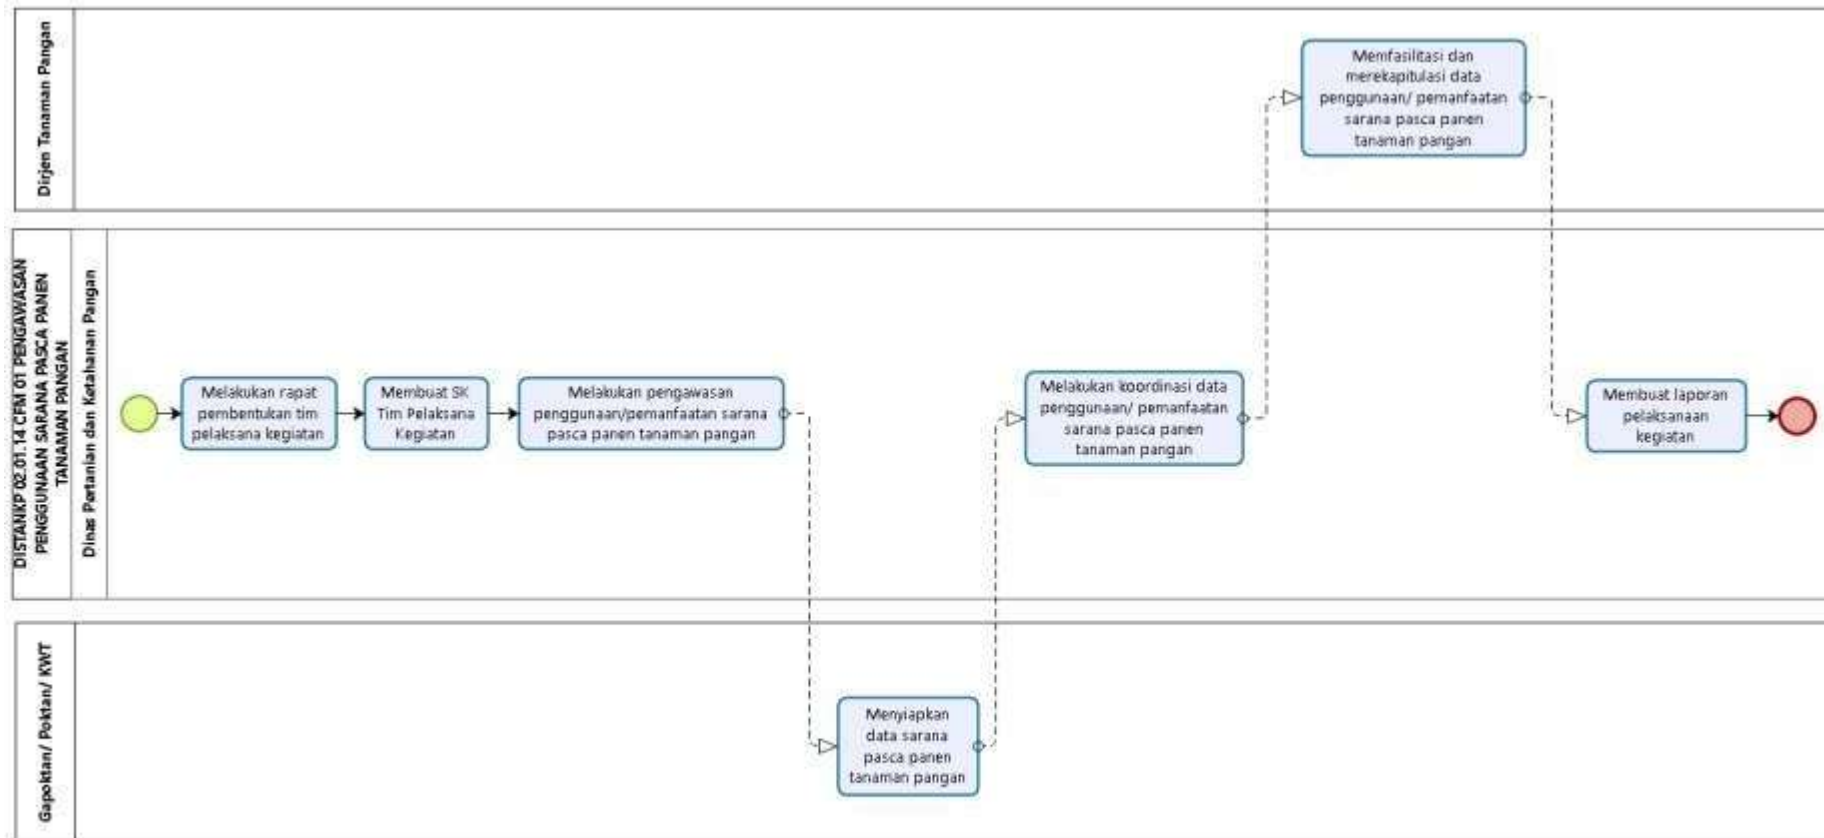 Dirjen Tanaman Pangan
Memfasilitasi dan
merekapitulasi data
penggunaan/ pemanfaatan
sarana pasca panen
tanaman pangan
DISTANKP 02.01.14 CFM 01 PENGAWASAN
PENGGUNAAN SARANA PASCA PANEN
TANAMAN PANGAN
Dinas Pertanian dan Ketahanan Pangan
Melakukan rapat
pembentukan tim
pelaksana kegiatan
Membuat SK
Tim Pelaksana
Kegiatan
Melakukan pengawasan
penggunaan/pemanfaatan sarana
pasca panen tanaman pangan
Melakukan koordinasi data
penggunaan/ pemanfaatan
sarana pasca panen
tanaman pangan
Membuat laporan
pelaksanaan
kegiatan
Gapoktan/ Poktan/ KWT
Menyiapkan
data sarana
pasca panen
tanaman pangan